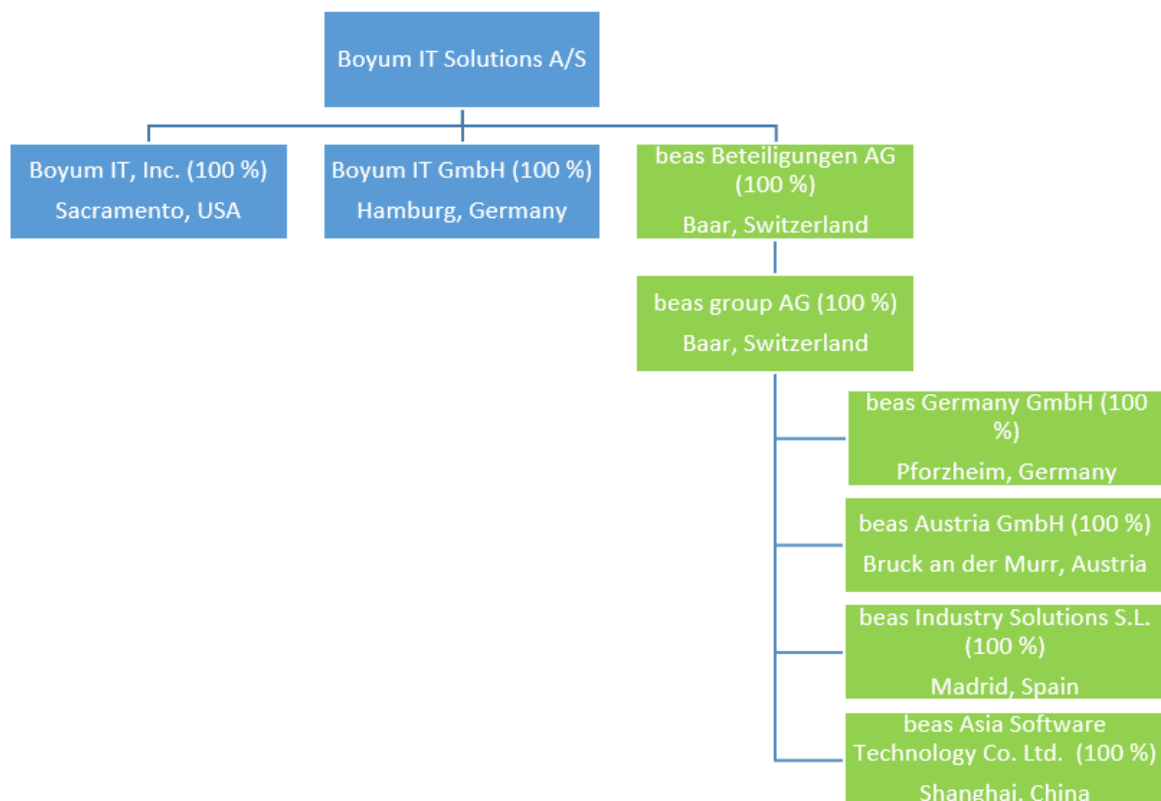 Boyum IT Solutions A/S
Boyum IT, Inc. (100 %)
Sacramento, USA
Boyum IT GmbH (100 %)
Hamburg, Germany
beas Beteiligungen AG
(100 %)
Baar, Switzerland
beas group AG (100 %)
Baar, Switzerland
beas Germany GmbH (100
%)
Pforzheim, Germany
beas Austria GmbH (100 %)
Bruck an der Murr, Austria
beas Industry Solutions S.L.
(100 %)
Madrid, Spain
beas Asia Software
Technology Co. Ltd.  (100 %)
Shanghai, China